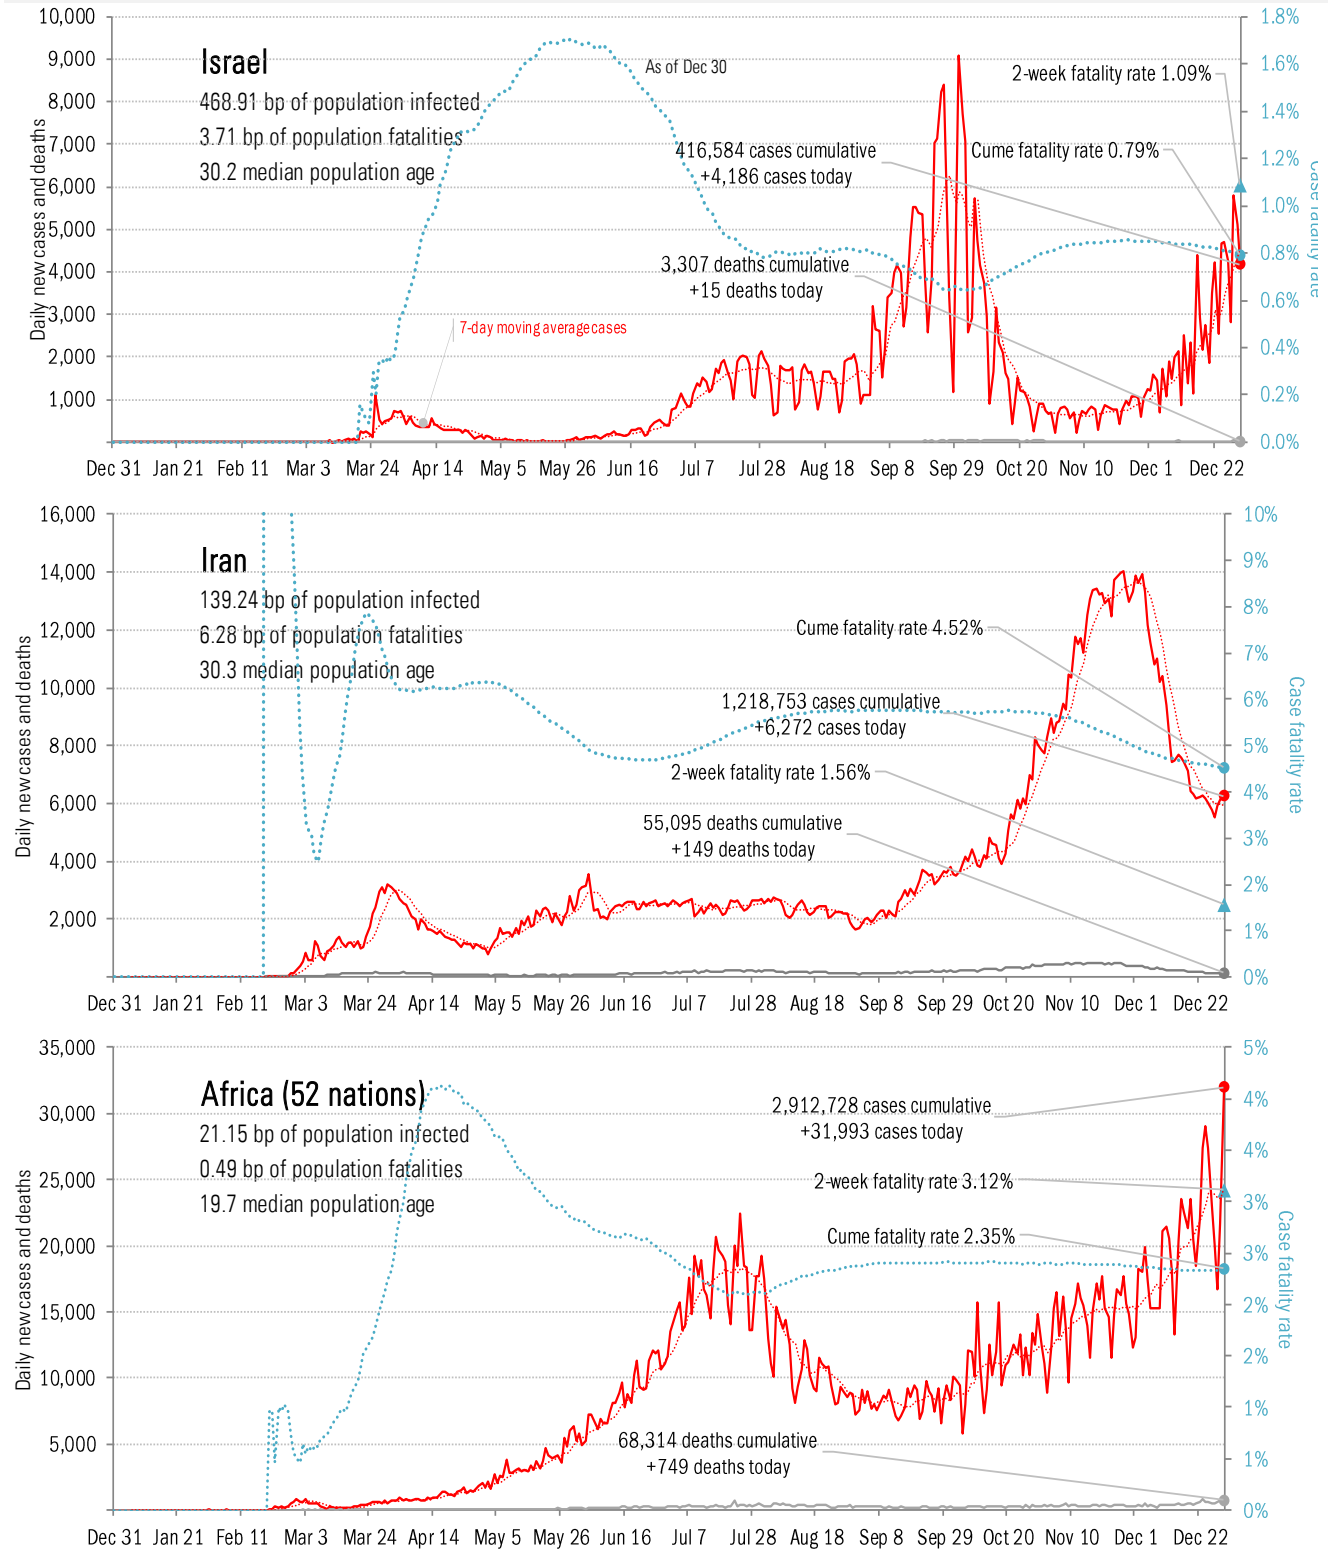 10,000
9,000
8,000
7,000
6,000
5,000
4,000
3,000
2,000
1,000
Daily new cases and deaths
Israel
468.91 bp of population infected
3.71 bp of population fatalities
30.2 median population age
As of Dec 30
2-week fatality rate 1.09%
416,584 cases cumulative
+4,186 cases today
Cume fatality rate 0.79%
3,307 deaths cumulative
+15 deaths today
7-day moving average cases
1.8%
1.6%
1.4%
1.2%
1.0%
0.8%
0.6%
0.4%
0.2%
0.0%
Case fatality rate
Dec 31 Jan 21 Feb 11 Mar 3 Mar 24 Apr 14 May 5 May 26 Jun 16 Jul 7 Jul 28 Aug 18 Sep 8 Sep 29 Oct 20 Nov 10 Dec 1 Dec 22
16,000
14,000
12,000
10,000
8,000
6,000
4,000
2,000
Daily new cases and deaths
Iran
139.24 bp of population infected
6.28 bp of population fatalities
30.3 median population age
Cume fatality rate 4.52%
1,218,753 cases cumulative
+6,272 cases today
2-week fatality rate 1.56%
55,095 deaths cumulative
+149 deaths today
10%
9%
8%
7%
6%
5%
4%
3%
2%
1%
0%
Case fatality rate
Dec 31 Jan 21 Feb 11 Mar 3 Mar 24 Apr 14 May 5 May 26 Jun 16 Jul 7 Jul 28 Aug 18 Sep 8 Sep 29 Oct 20 Nov 10 Dec 1 Dec 22
35,000
30,000
25,000
20,000
15,000
10,000
5,000
Daily new cases and deaths
Africa (52 nations)
21.15 bp of population infected
0.49 bp of population fatalities
19.7 median population age
2,912,728 cases cumulative
+31,993 cases today
2-week fatality rate 3.12%
Cume fatality rate 2.35%
68,314 deaths cumulative
+749 deaths today
5%
4%
4%
3%
3%
2%
2%
1%
1%
0%
Case fatality rate
Dec 31 Jan 21 Feb 11 Mar 3 Mar 24 Apr 14 May 5 May 26 Jun 16 Jul 7 Jul 28 Aug 18 Sep 8 Sep 29 Oct 20 Nov 10 Dec 1 Dec 22